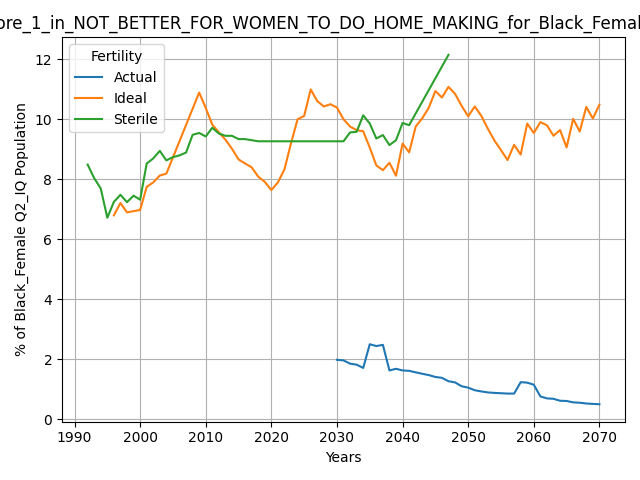 ore_1_in_NOT_BETTER_FOR_WOMEN_TO_DO_HOME_MAKING_for_Black_Femal
% of Black_Female Q2_IQ Population
12
10
8
6
4
2
0
Fertility
Actual
Ideal
Sterile
1990 2000 2010 2020 2030 2040 2050 2060 2070
Years